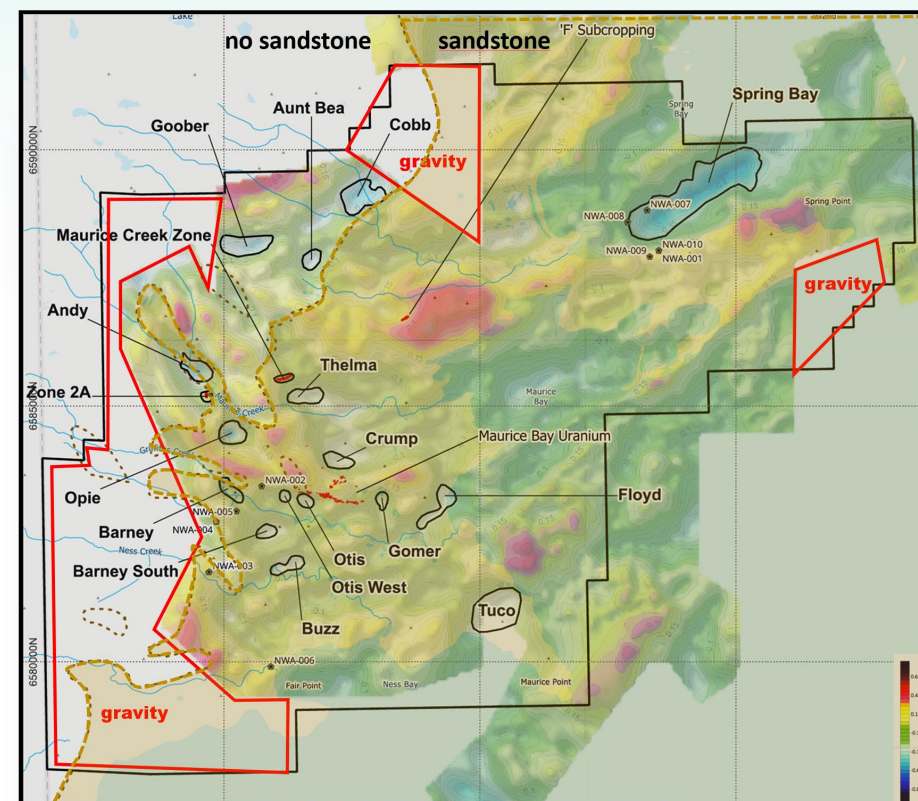 Lake
no sandstone
sandstone
'F' Subcropping
Aunt Bea
Spring Bay
Goober
Cobb
Spring
Bay
gravity
6590000N
NWA-007
NWA-008
Spring Point
Maurice Creek Zone
NWA-009
NWA-010
NWA-001
gravity
Andy
Thelma
Zone 2A
Maurice Creek
Maurice
Bay
6585000N
Crump
Maurice Bay Uranium
NWA-002
Opie
Floyd
NWA-005
Barney
NWA-004
Ness Creek
Otis
Gomer
Barney South
NWA-003
Otis West
Tuco
Buzz
NWA-006
6580000N
Fair Point
Ness Bay
Maurice Point
gravity